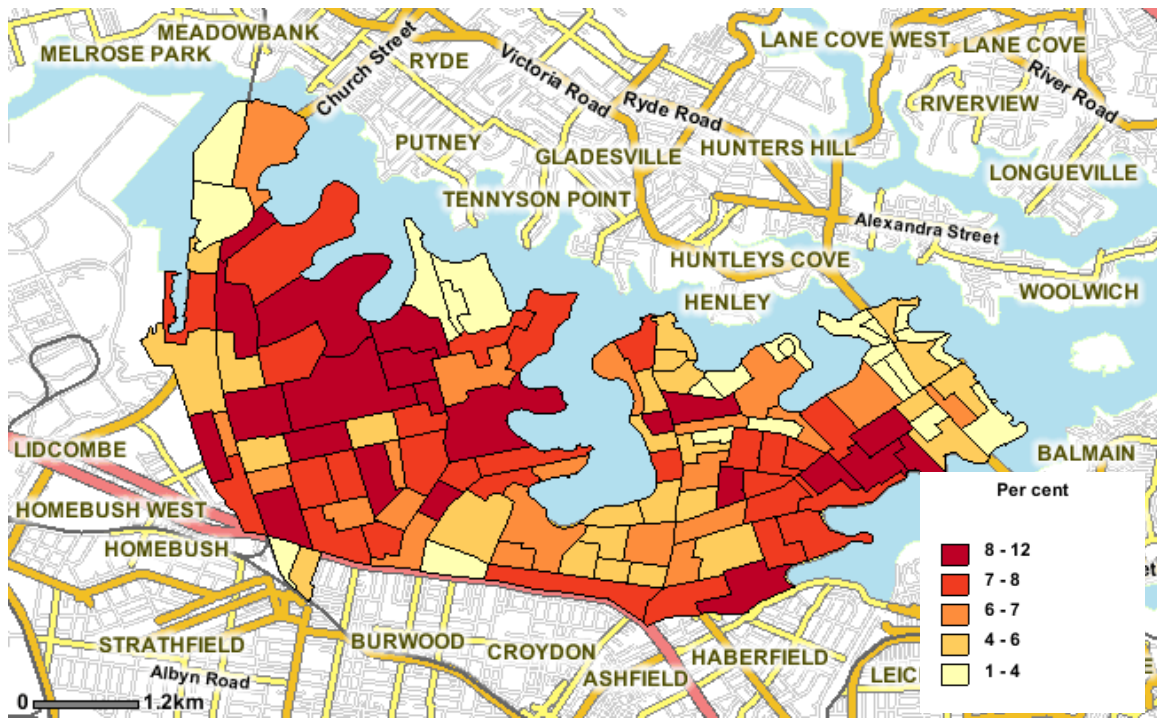 MEADOWBANK
MELROSE PARK
Church Street
RYDE
Victoria Road
Ryde Road
LANE COVE WEST
LANE COVE
River Road
RIVERVIEW
PUTNEY
GLADESVILLE
HUNTERS HILL
LONGUEVILLE
TENNYSON POINT
Alexandra Street
HUNTLEYS COVE
WOOLWICH
HENLEY
LIDCOMBE
BALMAIN
HOMEBUSH WEST
HOMEBUSH
STRATHFIELD
BURWOOD
CROYDON
HABERFIELD
ASHFIELD
LEIC
Albyn Road
0
1.2km
Per cent
8 - 12
7 - 8
6 - 7
4 - 6
1 - 4